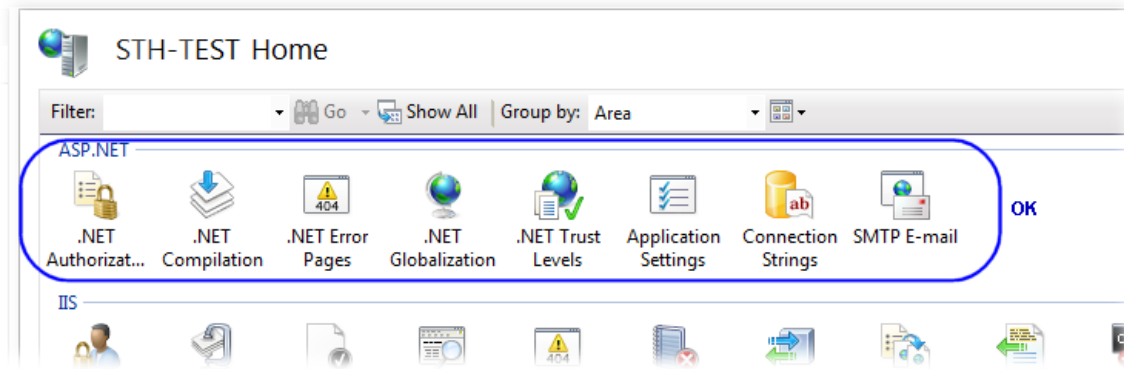 STH-TEST Home
Filter: Go Show All Group by: Area
ASP.NET
.NET Authorizat...
.NET Compilation
404
.NET Error Pages
.NET Globalization
.NET Trust Levels
Application Settings
ab
Connection Strings
SMTP E-mail
OK
IIS
404